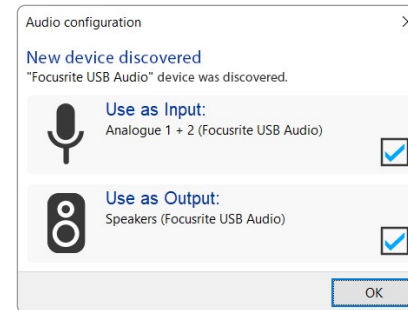 Audio configuration
New device discovered
"Focusrite USB Audio" device was discovered.
Use as Input:
Analogue 1 + 2 (Focusrite USB Audio)
Use as Output:
Speakers (Focusrite USB Audio)
OK